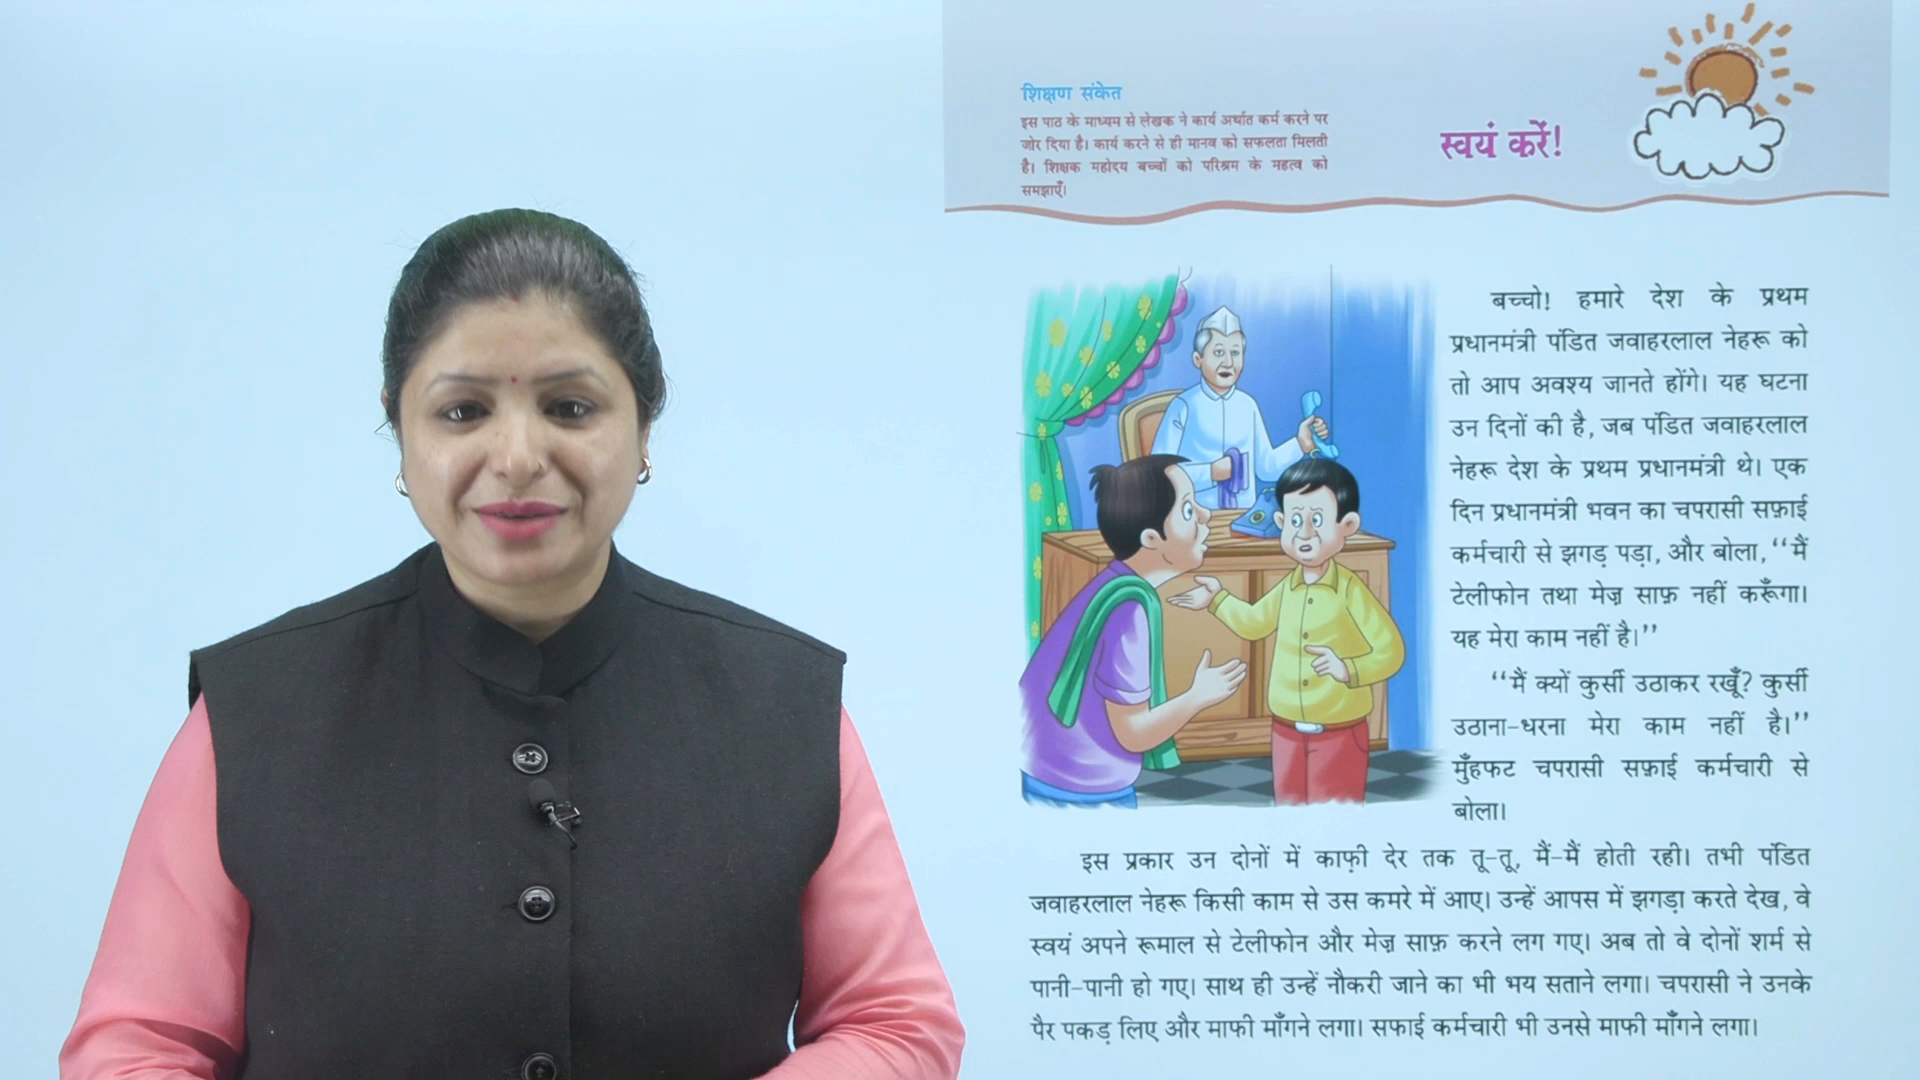 शिक्षण संकेत
इस पाठ के माध्यम से लेखक ने कार्य अर्थात कर्म करने पर
जोर दिया है। कार्य करने से ही मानव को सफलता मिलती
है। शिक्षक महोदय बच्चों को परिश्रम के महत्व को
समझाएँ।
स्वयं करें!
बच्चो! हमारे देश के प्रथम
प्रधानमंत्री पंडित जवाहरलाल नेहरू को
तो आप अवश्य जानते होंगे। यह घटना
उन दिनों की है, जब पंडित जवाहरलाल
नेहरू देश के प्रथम प्रधानमंत्री थे। एक
दिन प्रधानमंत्री भवन का चपरासी सफ़ाई
कर्मचारी से झगड़ पड़ा, और बोला, ‘‘मैं
टेलीफोन तथा मेज़ साफ़ नहीं करूँगा।
यह मेरा काम नहीं है।’’
‘‘मैं क्यों कुर्सी उठाकर रखूँ? कुर्सी
उठाना-धरना मेरा काम नहीं है।’’
मुँहफट चपरासी सफ़ाई कर्मचारी से
बोला।
इस प्रकार उन दोनों में काफ़ी देर तक तू-तू, मैं-मैं होती रही। तभी पंडित
जवाहरलाल नेहरू किसी काम से उस कमरे में आए। उन्हें आपस में झगड़ा करते देख, वे
स्वयं अपने रूमाल से टेलीफोन और मेज़ साफ़ करने लग गए। अब तो वे दोनों शर्म से
पानी-पानी हो गए। साथ ही उन्हें नौकरी जाने का भी भय सताने लगा। चपरासी ने उनके
पैर पकड़ लिए और माफी माँगने लगा। सफाई कर्मचारी भी उनसे माफी माँगने लगा।